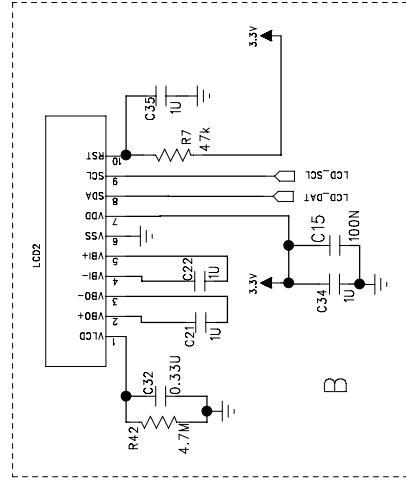 LCD2
RST
SCL
SDA
VDD
VSS
VBI+
VBI-
VBO-
VBO+
VLCD
10
9
8
7
6
5
4
3
2
1
C35
1U
R7
47k
3.3V
LCD_SCL
LCD_DAT
C15
100N
3.3V
C34
1U
C22
1U
C21
1U
C32
0.33U
R42
4.7M
B